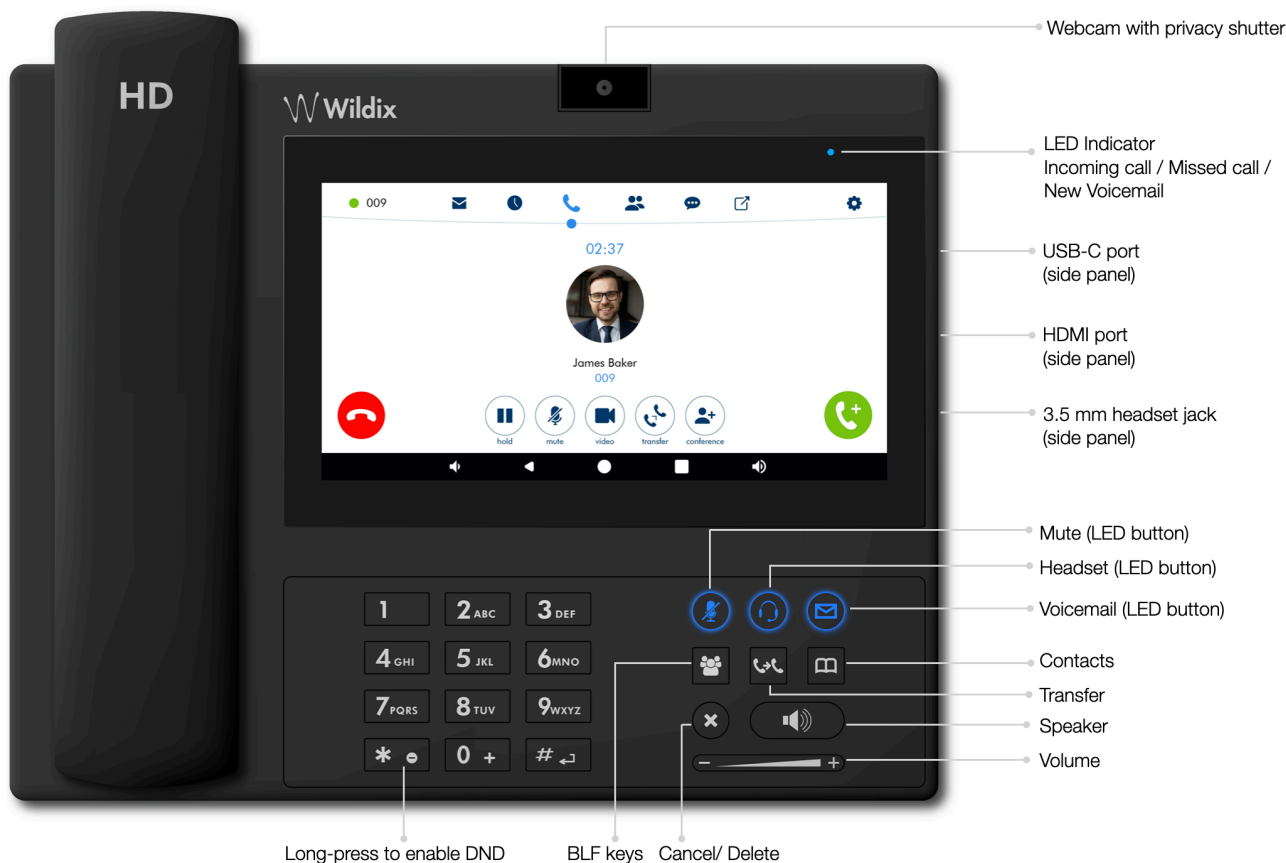 Webcam with privacy shutter
HD
Wildix
LED Indicator
Incoming call / Missed call /
New Voicemail
009
02:37
USB-C port
(side panel)
HDMI port
(side panel)
James Baker
009
3.5 mm headset jack
(side panel)
hold mute video transfer conference
Mute (LED button)
Headset (LED button)
Voicemail (LED button)
1 2 ABC 3 DEF
4 GHI 5 JKL 6 MNO
7 PQRS 8 TUV 9 WXYZ
* 0 + #
Contacts
Transfer
Speaker
Volume
- +
Long-press to enable DND
BLF keys
Cancel/ Delete